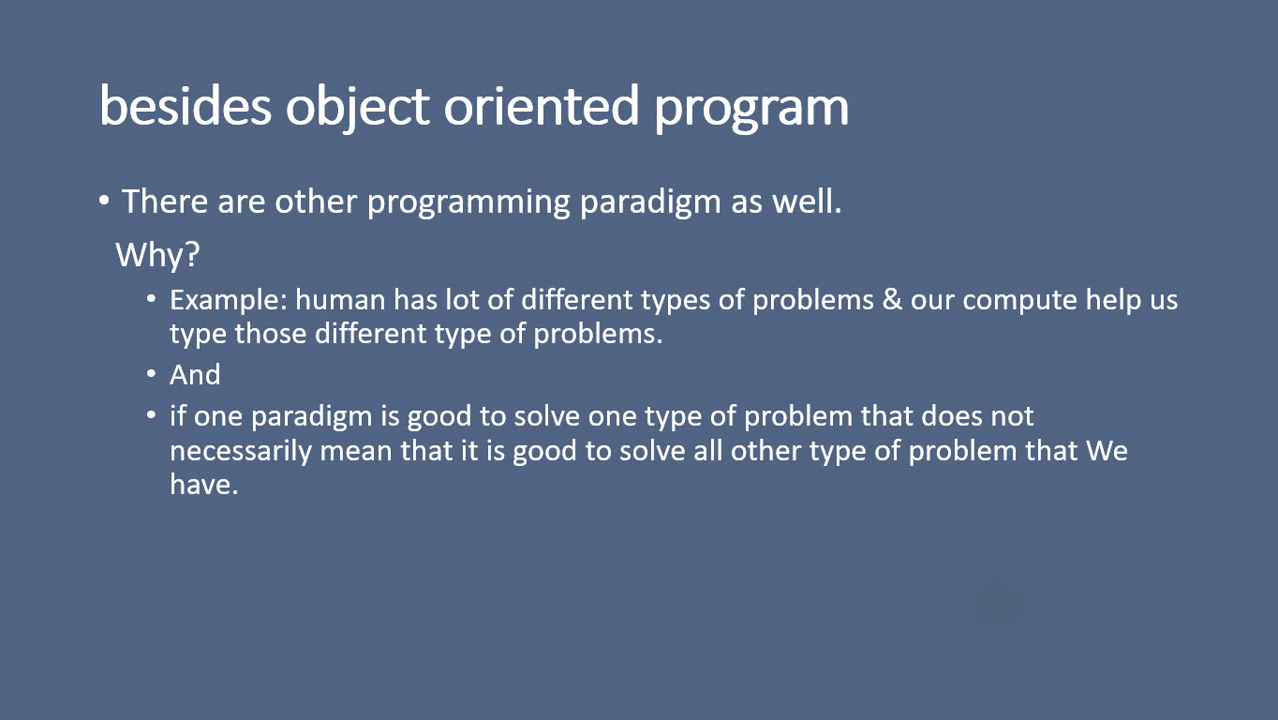 besides object oriented program
• There are other programming paradigm as well.
Why?
• Example: human has lot of different types of problems & our compute help us
type those different type of problems.
• And
• if one paradigm is good to solve one type of problem that does not
necessarily mean that it is good to solve all other type of problem that We
have.